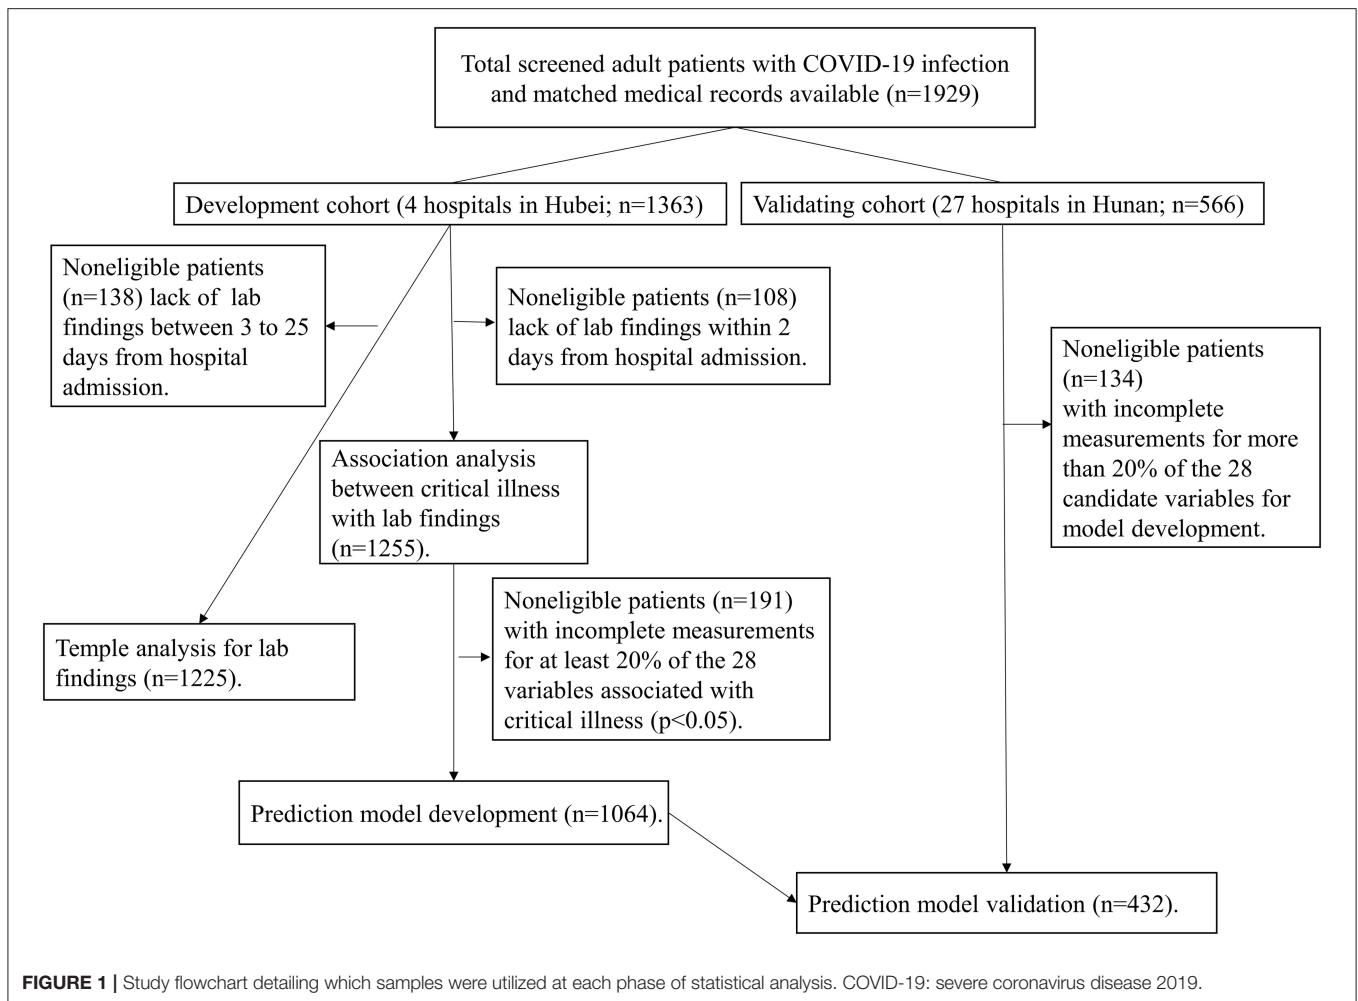 Total screened adult patients with COVID-19 infection
and matched medical records available (n=1929)
Development cohort (4 hospitals in Hubei; n=1363)
Validating cohort (27 hospitals in Hunan; n=566)
Noneligible patients
(n=138) lack of lab
findings between 3 to 25
days from hospital
admission.
Noneligible patients (n=108)
lack of lab findings within 2
days from hospital admission.
Noneligible patients
(n=134)
with incomplete
measurements for more
than 20% of the 28
candidate variables for
model development.
Association analysis
between critical illness
with lab findings
(n=1255).
Noneligible patients (n=191)
with incomplete measurements
for at least 20% of the 28
variables associated with
critical illness (p<0.05).
Temple analysis for lab
findings (n=1225).
Prediction model development (n=1064).
Prediction model validation (n=432).
FIGURE 1 | Study flowchart detailing which samples were utilized at each phase of statistical analysis. COVID-19: severe coronavirus disease 2019.